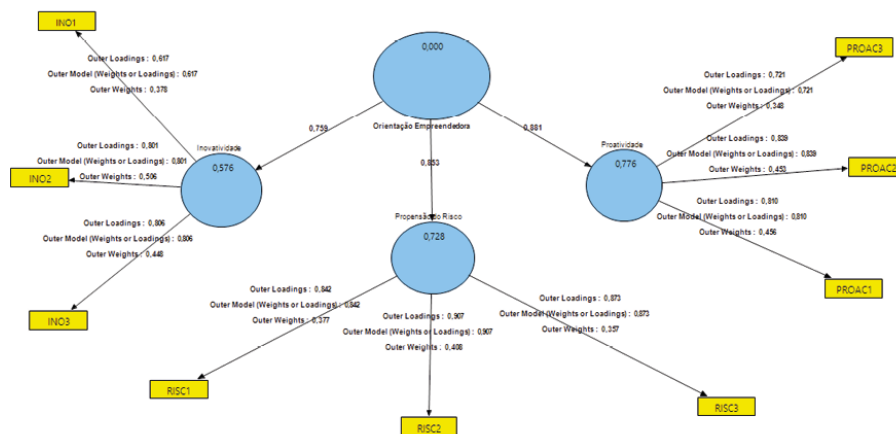 INO1
Outer Loadings : 0,617
Outer Model (Weights or Loadings) : 0,617
Outer Weights : 0,378
0,000
Orientação Empreendedora
PROAC3
Outer Loadings : 0,721
Outer Model (Weights or Loadings) : 0,721
Outer Weights : 0,348
0,759
0,853
0,881
Inovatividade
0,576
Outer Loadings : 0,801
Outer Model (Weights or Loadings) : 0,801
Outer Weights : 0,506
INO2
Proatividade
0,776
Outer Loadings : 0,839
Outer Model (Weights or Loadings) : 0,839
Outer Weights : 0,453
PROAC2
Outer Loadings : 0,806
Outer Model (Weights or Loadings) : 0,806
Outer Weights : 0,448
INO3
Outer Loadings : 0,810
Outer Model (Weights or Loadings) : 0,810
Outer Weights : 0,456
PROAC1
Propensão ao Risco
0,728
Outer Loadings : 0,842
Outer Model (Weights or Loadings) : 0,842
Outer Weights : 0,377
RISC1
Outer Loadings : 0,907
Outer Model (Weights or Loadings) : 0,907
Outer Weights : 0,408
RISC2
Outer Loadings : 0,873
Outer Model (Weights or Loadings) : 0,873
Outer Weights : 0,357
RISC3